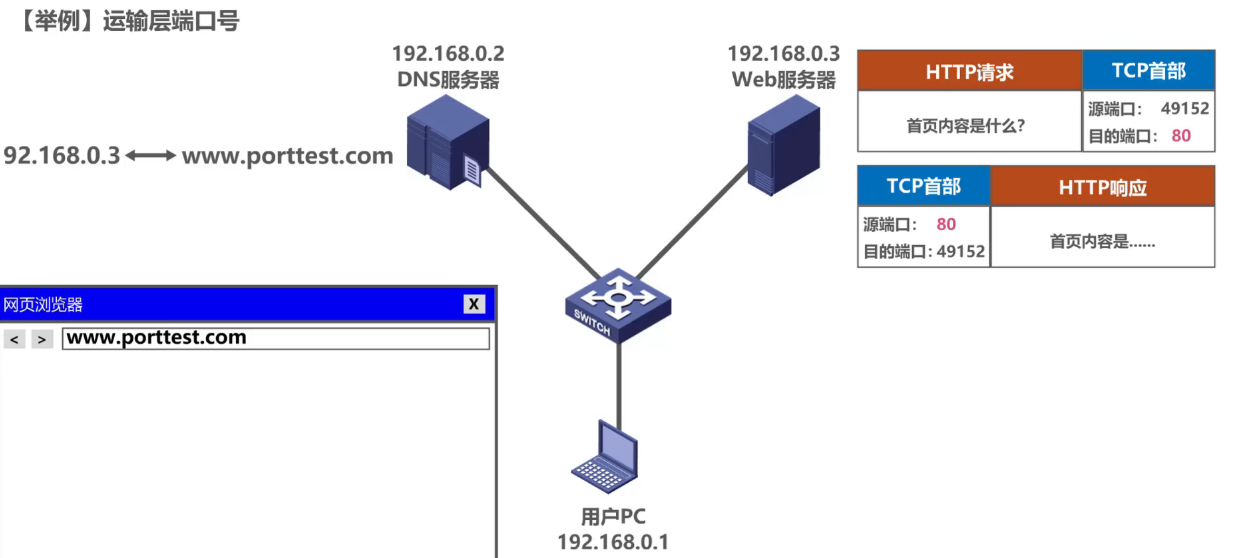 【举例】运输层端口号
192.168.0.2
DNS服务器
192.168.0.3
Web服务器
92.168.0.3
www.porttest.com
HTTP请求
TCP首部
首页内容是什么?
源端口: 49152
目的端口: 80
TCP首部
HTTP响应
源端口: 80
目的端口: 49152
首页内容是......
SWITCH
网页浏览器
X
< >
www.porttest.com
用户PC
192.168.0.1